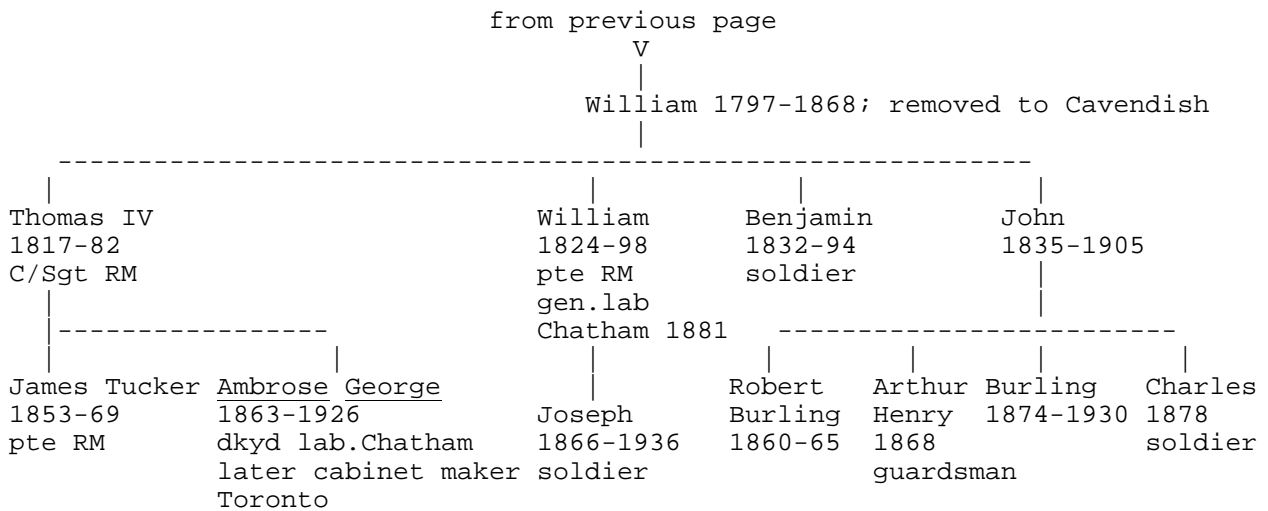 from previous page
V
William 1797-1868; removed to Cavendish
Thomas IV William Benjamin John
1817-82 1824-98 1832-94 1835-1905
C/Sgt RM pte RM soldier
gen.lab
Chatham 1881
James Tucker Ambrose George Robert Arthur Burling Charles
1853-69 1863-1926 Joseph Burling Henry 1874-1930 1878
pte RM dkyd lab.Chatham 1866-1936 1860-65 1868 soldier
later cabinet maker soldier guardsman
Toronto